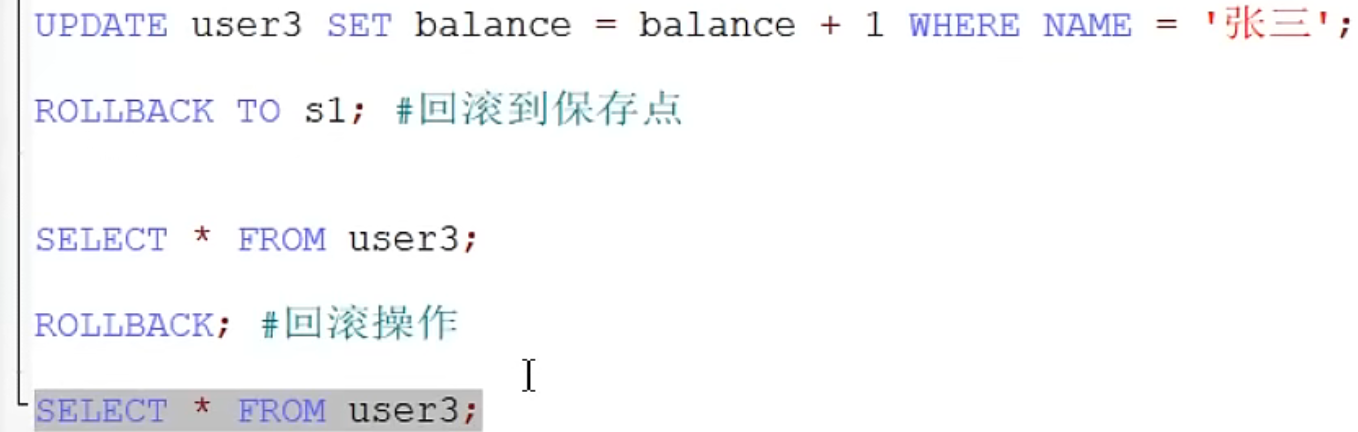 UPDATE user3 SET balance = balance + 1 WHERE NAME = '张三';
ROLLBACK TO s1; #回滚到保存点
SELECT * FROM user3;
ROLLBACK; #回滚操作
SELECT * FROM user3;